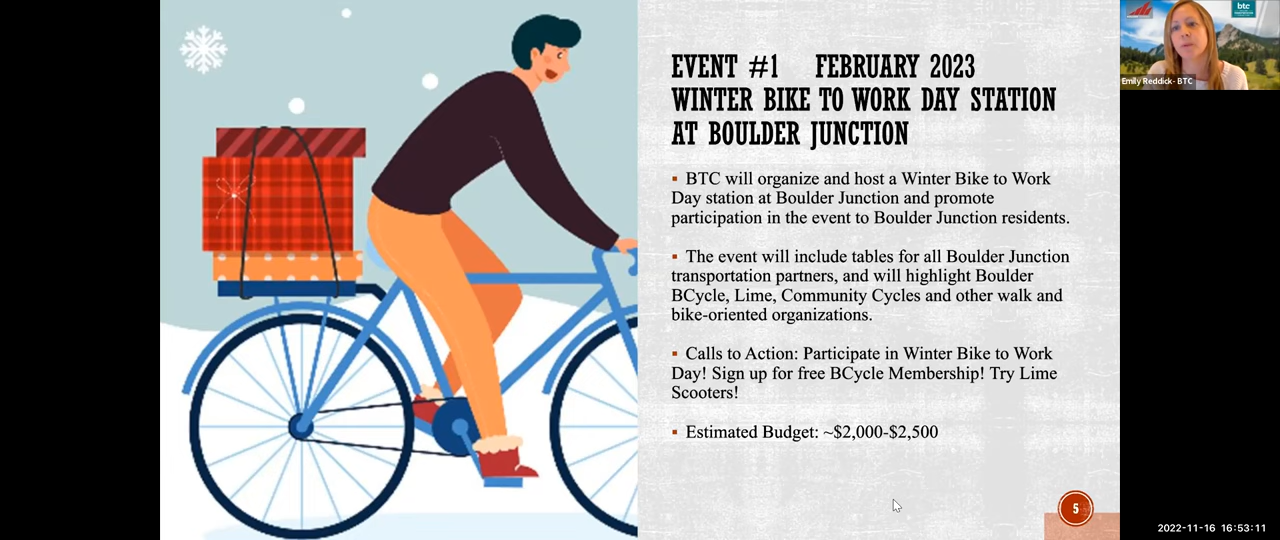 EVENT #1 FEBRUARY 2023
WINTER BIKE TO WORK DAY STATION
AT BOULDER JUNCTION
▪ BTC will organize and host a Winter Bike to Work
Day station at Boulder Junction and promote
participation in the event to Boulder Junction residents.
▪ The event will include tables for all Boulder Junction
transportation partners, and will highlight Boulder
BCycle, Lime, Community Cycles and other walk and
bike-oriented organizations.
▪ Calls to Action: Participate in Winter Bike to Work
Day! Sign up for free BCycle Membership! Try Lime
Scooters!
▪ Estimated Budget: ~$2,000-$2,500
5
btc
Emily Reddick- BTC
2022-11-16 16:53:11